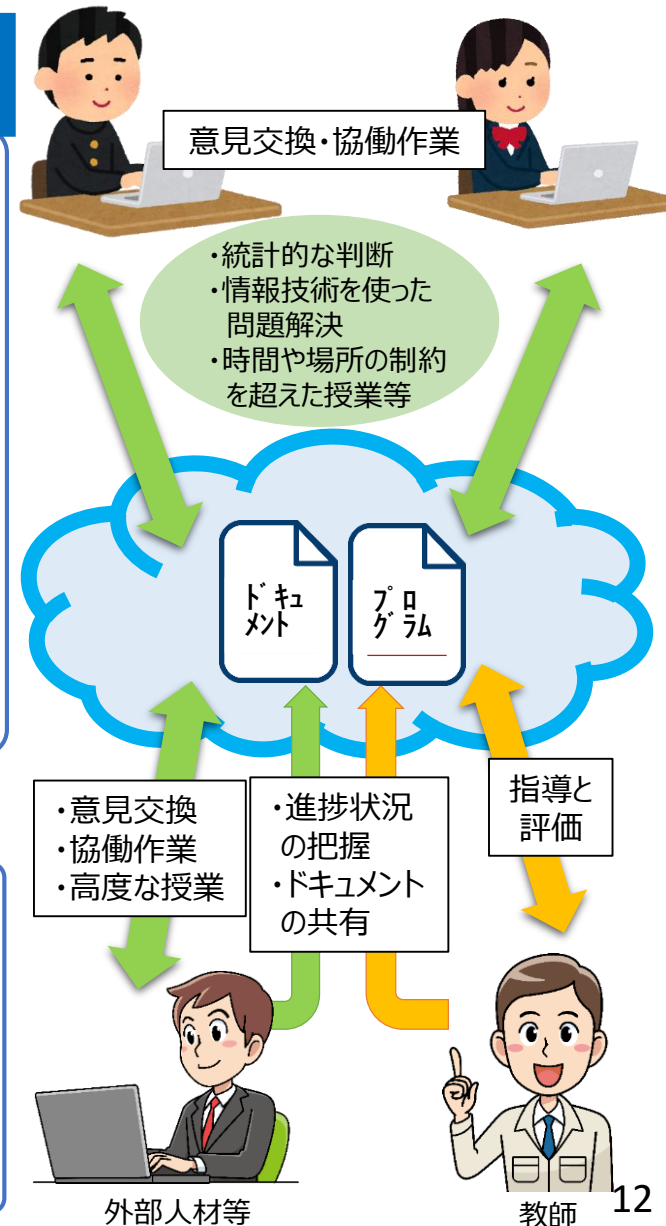 意見交換・協働作業
・統計的な判断
・情報技術を使った
問題解決
・時間や場所の制約
を超えた授業等
ﾄﾞｷｭ
ﾒﾝﾄ
ﾌﾟﾛ
ｸﾞﾗﾑ
・意見交換
・協働作業
・高度な授業
・進捗状況
の把握
・ドキュメント
の共有
指導と
評価
外部人材等
教師
12